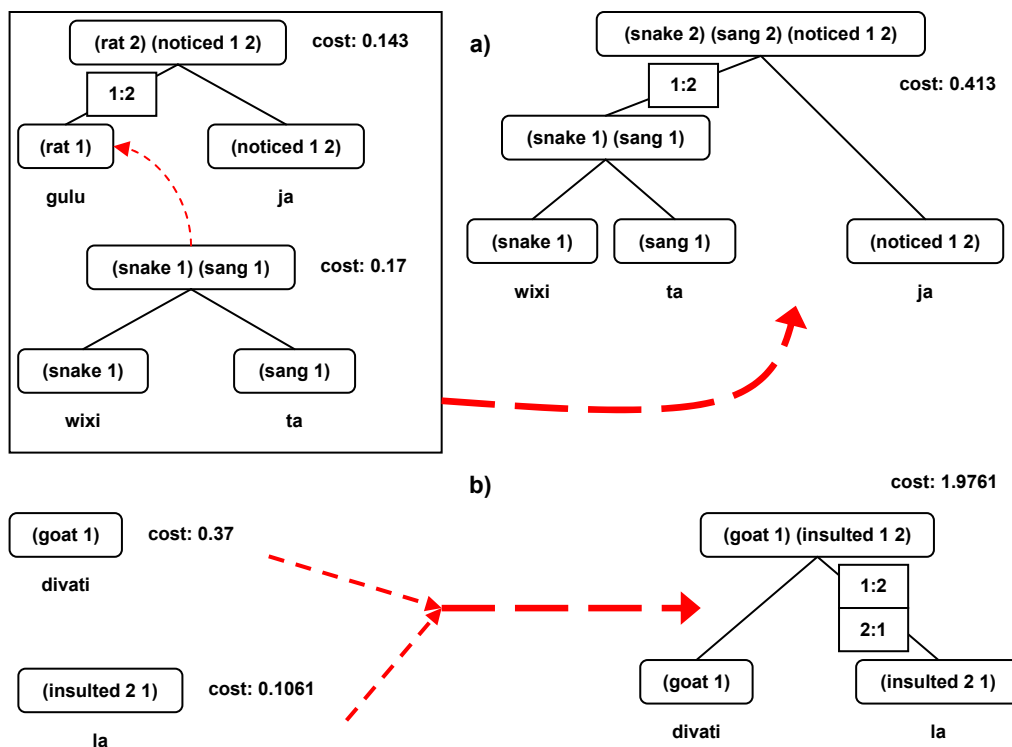 (rat 2) (noticed 1 2)
cost: 0.143
1:2
(rat 1)
(noticed 1 2)
gulu
ja
(snake 1) (sang 1)
cost: 0.17
(snake 1)
(sang 1)
wixi
ta
a)
(snake 2) (sang 2) (noticed 1 2)
cost: 0.413
1:2
(snake 1) (sang 1)
(snake 1)
(sang 1)
(noticed 1 2)
wixi
ta
ja
b)
(goat 1)
cost: 0.37
divati
(insulted 2 1)
cost: 0.1061
la
cost: 1.9761
(goat 1) (insulted 1 2)
1:2
2:1
(goat 1)
(insulted 2 1)
divati
la